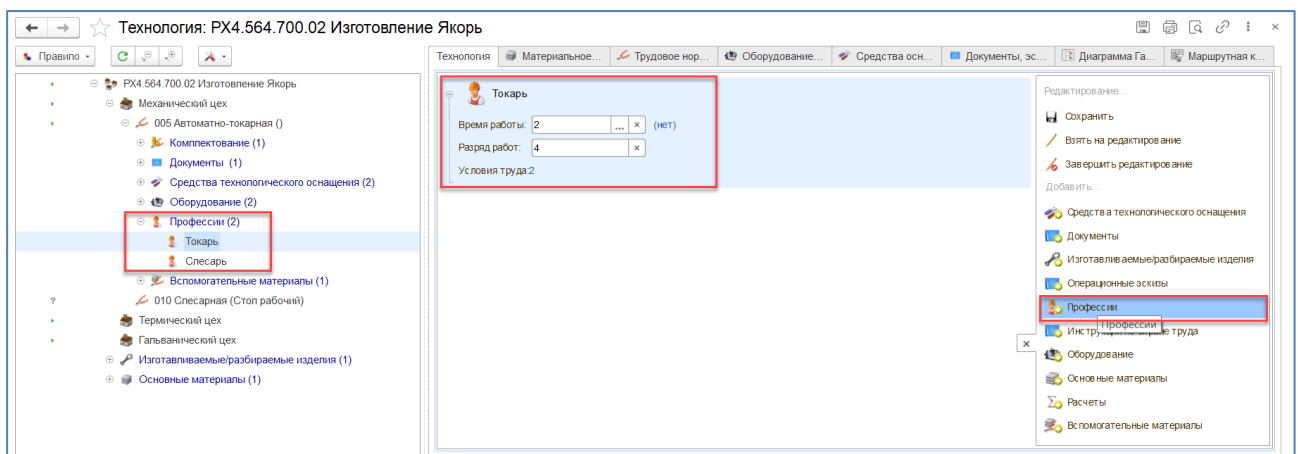 Технология: РХ4.564.700.02 Изготовление Якорь
Правило
РХ4.564.700.02 Изготовление Якорь
Механический цех
005 Автоматно-токарная ()
Комплектование (1)
Документы (1)
Средства технологического оснащения (2)
Оборудование (2)
Профессии (2)
Токарь
Слесарь
Вспомогательные материалы (1)
? 010 Слесарная (Стол рабочий)
Термический цех
Гальванический цех
Изготавливаемые/разбираемые изделия (1)
Основные материалы (1)
Технология Материальное... Трудовое нор... Оборудование... Средства осн... Документы, эс... Диаграмма Га... Маршрутная к...
Токарь
Время работы: 2 ... × (нет)
Разряд работ: 4 ×
Условия труда:2
Редактирование...
Сохранить
Взять на редактирование
Завершить редактирование
Добавить...
Средства технологического оснащения
Документы
Изготавливаемые/разбираемые изделия
Операционные эскизы
Профессии
Профессии
труда
Оборудование
Основные материалы
Расчеты
Вспомогательные материалы